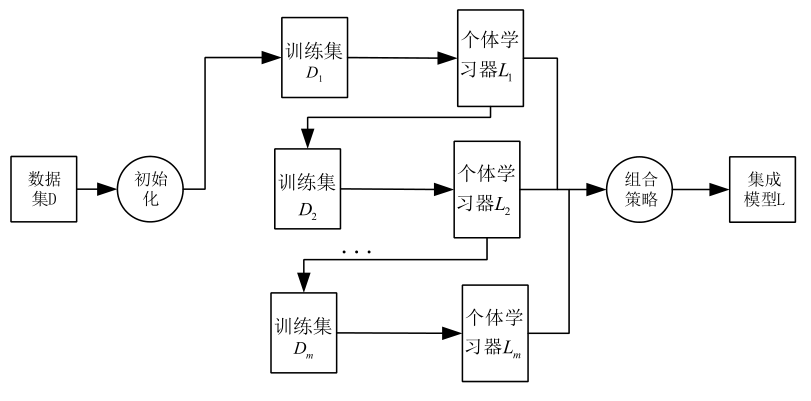 训练集
D₁
个体学
习器L₁
数据
集D
初始
化
训练集
D₂
个体学
习器L₂
组合
策略
集成
模型L
...
训练集
Dₘ
个体学
习器Lₘ